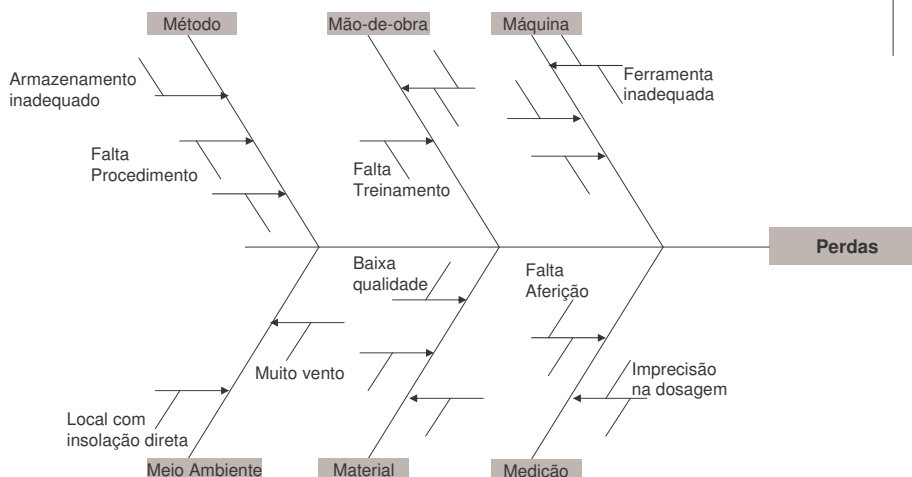 Método
Mão-de-obra
Máquina
Armazenamento
inadequado
Ferramenta
inadequada
Falta
Procedimento
Falta
Treinamento
Perdas
Baixa
qualidade
Falta
Aferição
Muito vento
Imprecisão
na dosagem
Local com
insolação direta
Meio Ambiente
Material
Medição